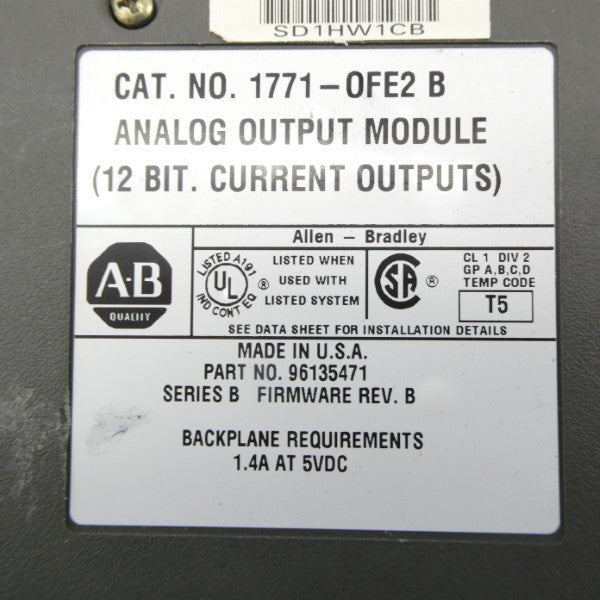 SD1HW1CB
CAT. NO. 1771-OFE2 B
ANALOG OUTPUT MODULE
(12 BIT. CURRENT OUTPUTS)
Allen - Bradley
A·B
QUALITY
LISTED A191
UL ®
IND CONT EQ
LISTED WHEN
USED WITH
LISTED SYSTEM
SA ®
CL 1 DIV 2
GP A,B,C,D
TEMP CODE
T5
SEE DATA SHEET FOR INSTALLATION DETAILS
MADE IN U.S.A.
PART NO. 96135471
SERIES B FIRMWARE REV. B
BACKPLANE REQUIREMENTS
1.4A AT 5VDC